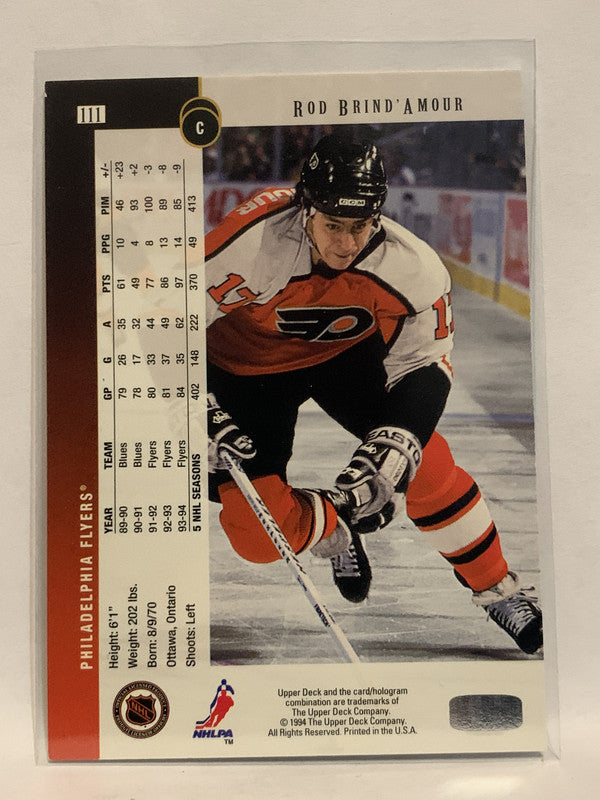 111
C
ROD BRIND'AMOUR
PHILADELPHIA FLYERS®
YEAR TEAM GP G A PTS PPG PIM +/-
89-90 Blues 79 26 35 61 10 46 +23
90-91 Blues 78 17 32 49 4 93 +2
91-92 Flyers 80 33 44 77 8 100 -3
92-93 Flyers 81 37 49 86 13 89 -8
93-94 Flyers 84 35 62 97 14 85 -9
5 NHL SEASONS 402 148 222 370 49 413
Height: 6'1"
Weight: 202 lbs.
Born: 8/9/70
Ottawa, Ontario
Shoots: Left
CCM
17
EASTON
NHL
NHLPA
TM
Upper Deck and the card/hologram
combination are trademarks of
The Upper Deck Company.
© 1994 The Upper Deck Company.
All Rights Reserved. Printed in the U.S.A.